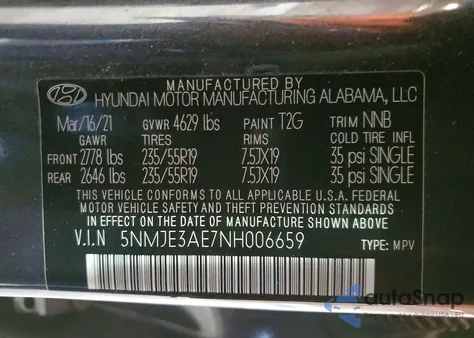 MANUFACTURED BY
HYUNDAI MOTOR MANUFACTURING ALABAMA, LLC
Mar/16/21 GVWR 4629 lbs PAINT T2G TRIM NNB
GAWR TIRES RIMS COLD TIRE INFL
FRONT 2778 lbs 235/55R19 7.5JX19 35 psi SINGLE
REAR 2646 lbs 235/55R19 7.5JX19 35 psi SINGLE
THIS VEHICLE CONFORMS TO ALL APPLICABLE U.S.A. FEDERAL
MOTOR VEHICLE SAFETY AND THEFT PREVENTION STANDARDS
IN EFFECT ON THE DATE OF MANUFACTURE SHOWN ABOVE
V.I.N 5NMJE3AE7NH006659 TYPE: MPV
autoSnap